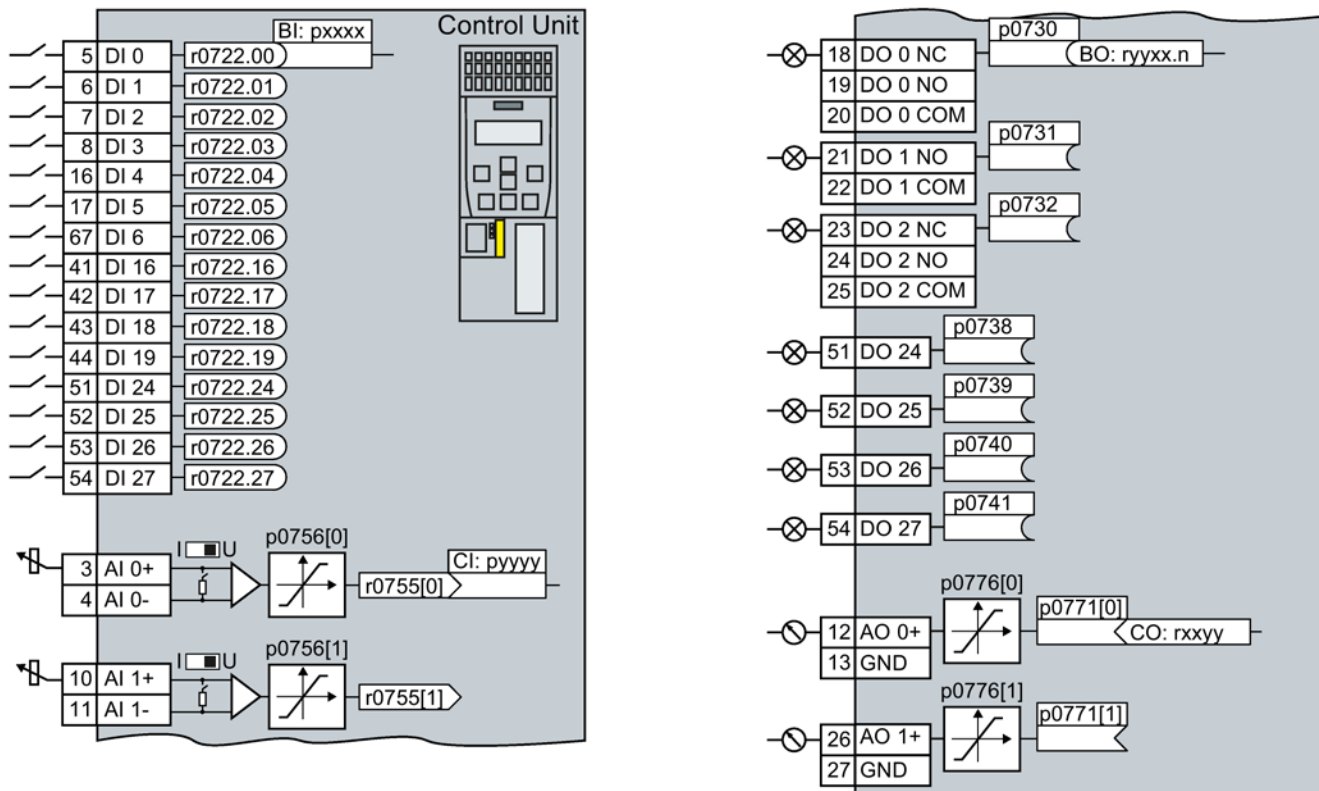 Control Unit
BI: pxxxx
5 DI 0 r0722.00
6 DI 1 r0722.01
7 DI 2 r0722.02
8 DI 3 r0722.03
16 DI 4 r0722.04
17 DI 5 r0722.05
67 DI 6 r0722.06
41 DI 16 r0722.16
42 DI 17 r0722.17
43 DI 18 r0722.18
44 DI 19 r0722.19
51 DI 24 r0722.24
52 DI 25 r0722.25
53 DI 26 r0722.26
54 DI 27 r0722.27
I U p0756[0]
CI: pyyyy
3 AI 0+
r0755[0]
4 AI 0-
I U p0756[1]
10 AI 1+
r0755[1]
11 AI 1-
p0730
18 DO 0 NC BO: ryyxx.n
19 DO 0 NO
20 DO 0 COM
p0731
21 DO 1 NO
22 DO 1 COM
p0732
23 DO 2 NC
24 DO 2 NO
25 DO 2 COM
p0738
51 DO 24
p0739
52 DO 25
p0740
53 DO 26
p0741
54 DO 27
p0776[0]
p0771[0]
12 AO 0+ CO: rxxyy
13 GND
p0776[1]
p0771[1]
26 AO 1+
27 GND